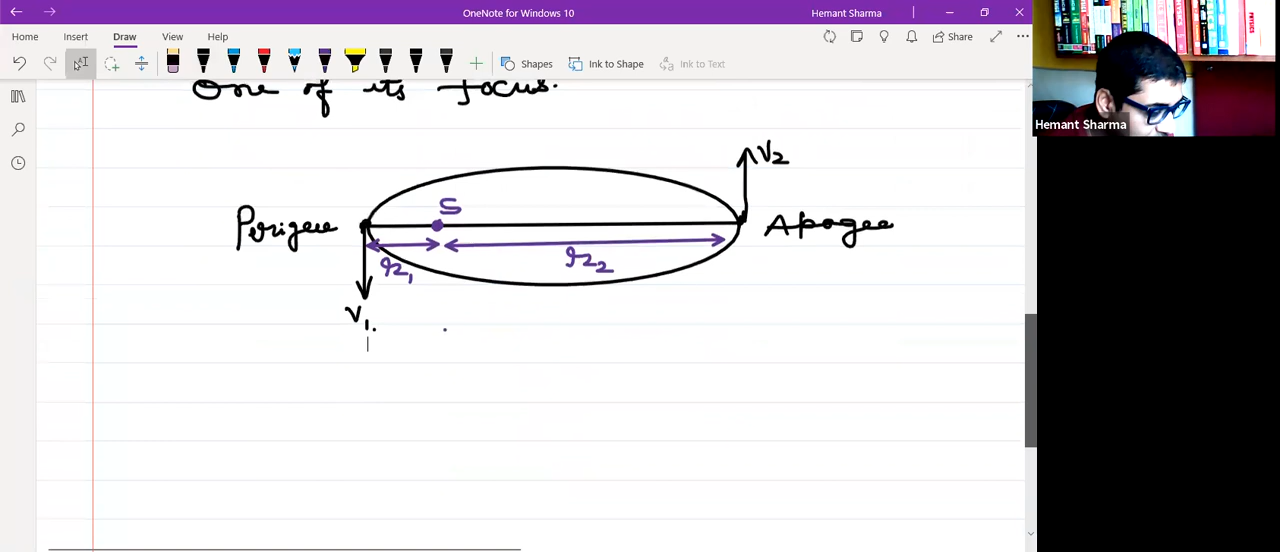 OneNote for Windows 10
Hemant Sharma
Home Insert Draw View Help
Share
Shapes Ink to Shape Ink to Text
One of its focus.
Hemant Sharma
V2
S
Perigee
Apogee
r1
r2
V1.